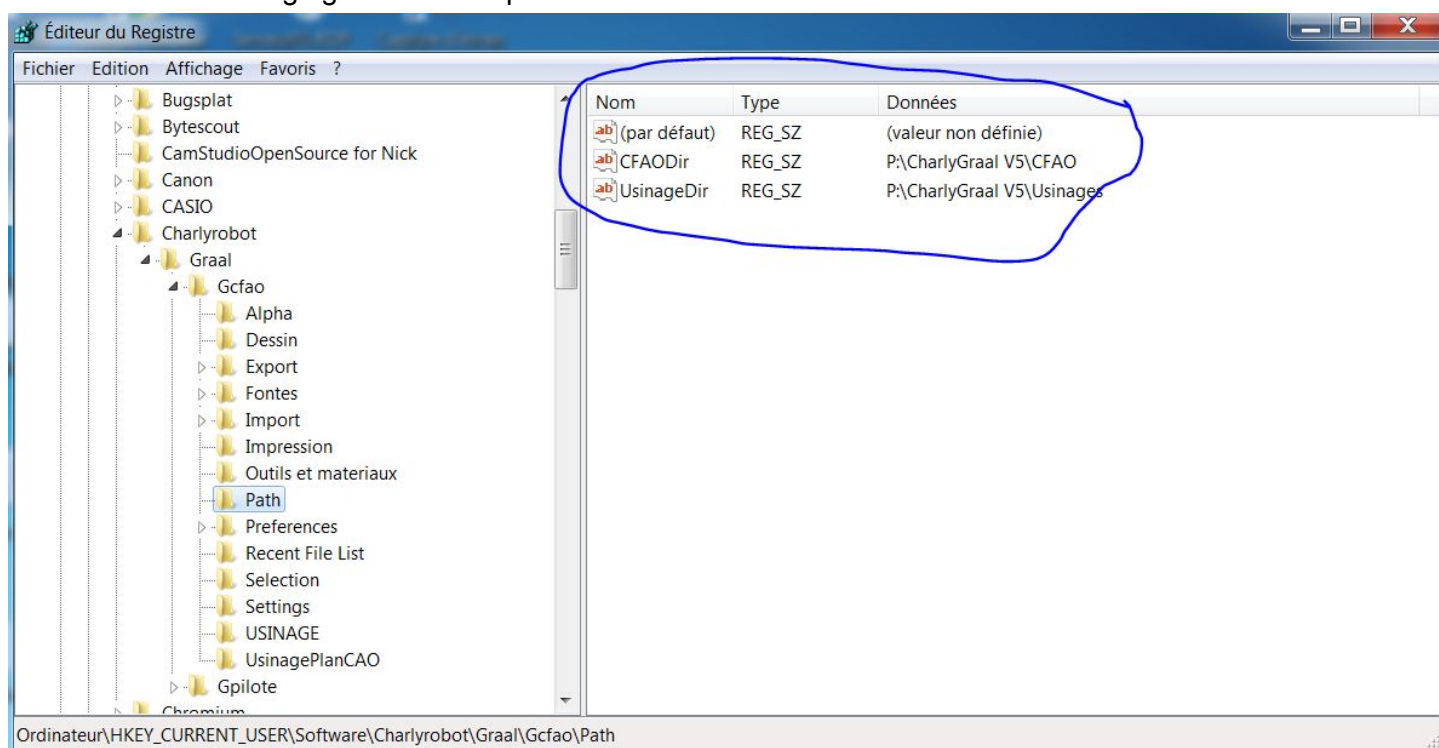 Éditeur du Registre
Fichier Edition Affichage Favoris ?
Bugsplat
Bytescout
CamStudioOpenSource for Nick
Canon
CASIO
Charlyrobot
Graal
Gcfao
Alpha
Dessin
Export
Fontes
Import
Impression
Outils et materiaux
Path
Preferences
Recent File List
Selection
Settings
USINAGE
UsinagePlanCAO
Gpilote
Chromium
Nom Type Données
(par défaut) REG_SZ (valeur non définie)
CFAODir REG_SZ P:\CharlyGraal V5\CFAO
UsinageDir REG_SZ P:\CharlyGraal V5\Usinages
Ordinateur\HKEY_CURRENT_USER\Software\Charlyrobot\Graal\Gcfao\Path